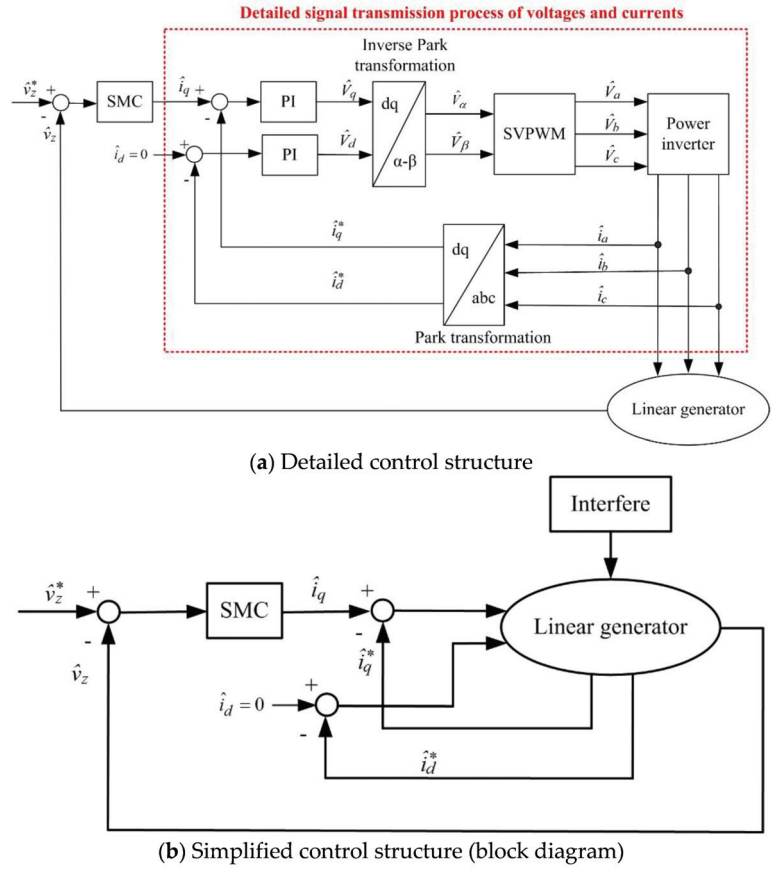 Detailed signal transmission process of voltages and currents
Inverse Park
transformation
v̂z* + - v̂z
SMC
îq + -
PI
V̂q
dq
α-β
V̂α
V̂β
SVPWM
V̂a
V̂b
V̂c
Power
inverter
îd = 0 + -
PI
V̂d
îq*
îd*
dq
abc
îa
îb
îc
Park transformation
Linear generator
(a) Detailed control structure
Interfere
v̂z* + - v̂z
SMC
îq + -
îq*
Linear generator
îd = 0 + -
îd*
(b) Simplified control structure (block diagram)